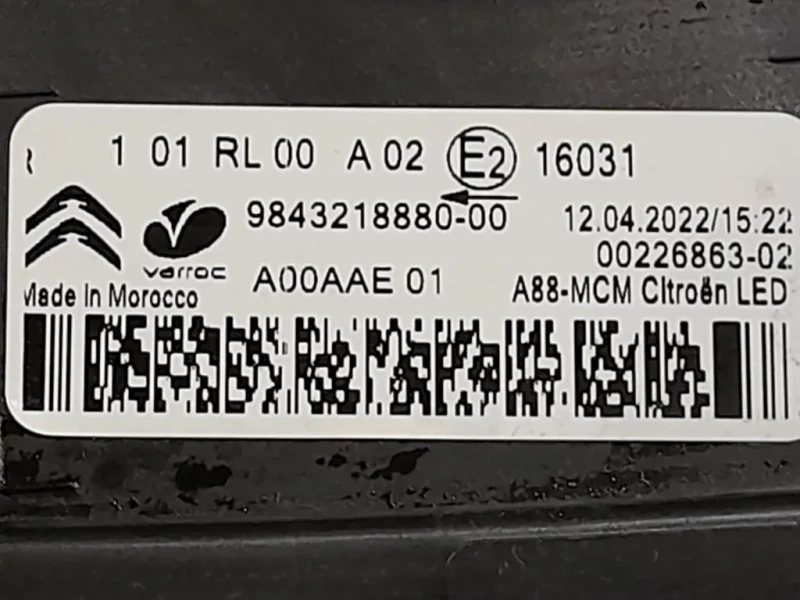 1 01 RL 00 A 02 E2 16031
9843218880-00 12.04.2022/15:22
00226863-02
varroc
A00AAE 01
Made In Morocco A88-MCM Citroën LED